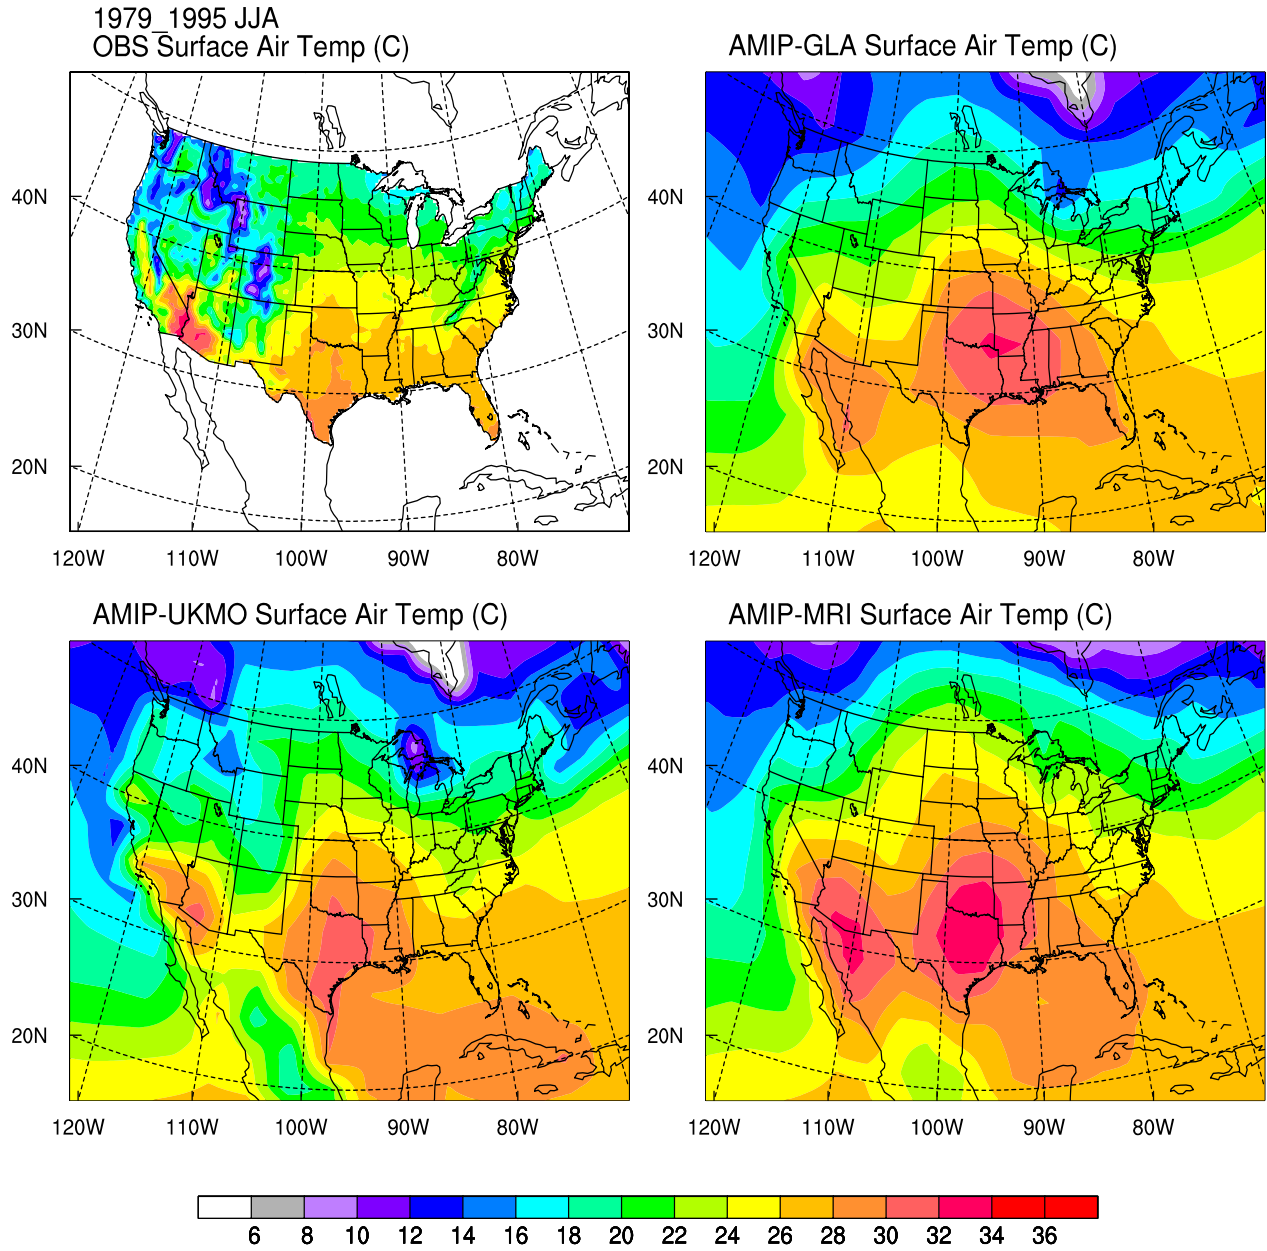 1979_1995 JJA
OBS Surface Air Temp (C)
AMIP-GLA Surface Air Temp (C)
40N
30N
20N
120W 110W 100W 90W 80W
40N
30N
20N
120W 110W 100W 90W 80W
AMIP-UKMO Surface Air Temp (C)
AMIP-MRI Surface Air Temp (C)
40N
30N
20N
120W 110W 100W 90W 80W
40N
30N
20N
120W 110W 100W 90W 80W
6 8 10 12 14 16 18 20 22 24 26 28 30 32 34 36